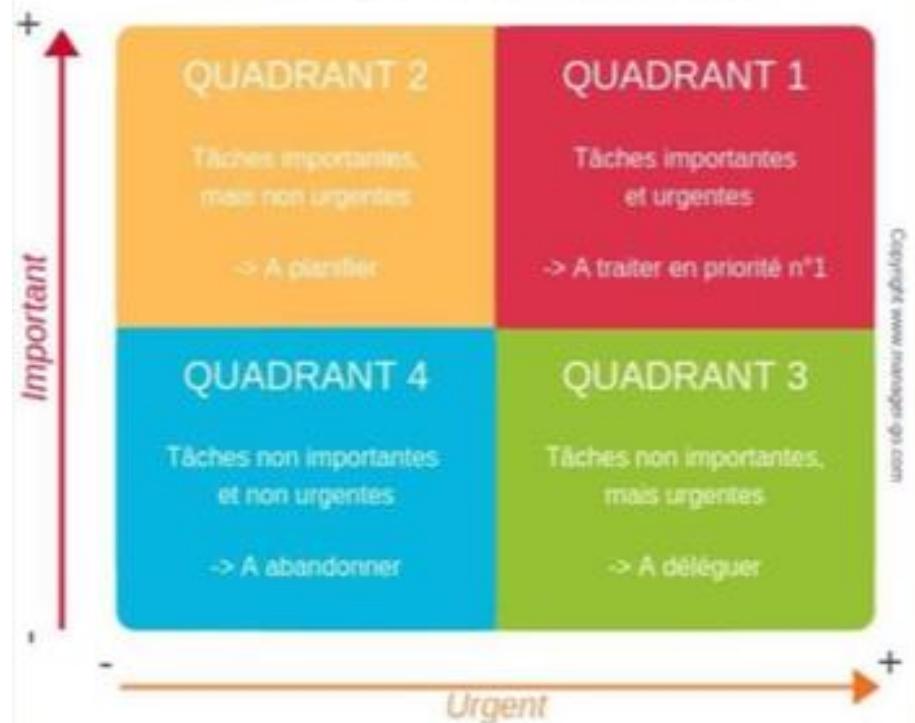 +
QUADRANT 2
Tâches importantes,
mais non urgentes
-> A planifier
QUADRANT 1
Tâches importantes
et urgentes
-> A traiter en priorité n°1
Important
QUADRANT 4
Tâches non importantes
et non urgentes
-> A abandonner
QUADRANT 3
Tâches non importantes,
mais urgentes
-> A déléguer
Copyright www.manager-go.com
-
-
+
Urgent